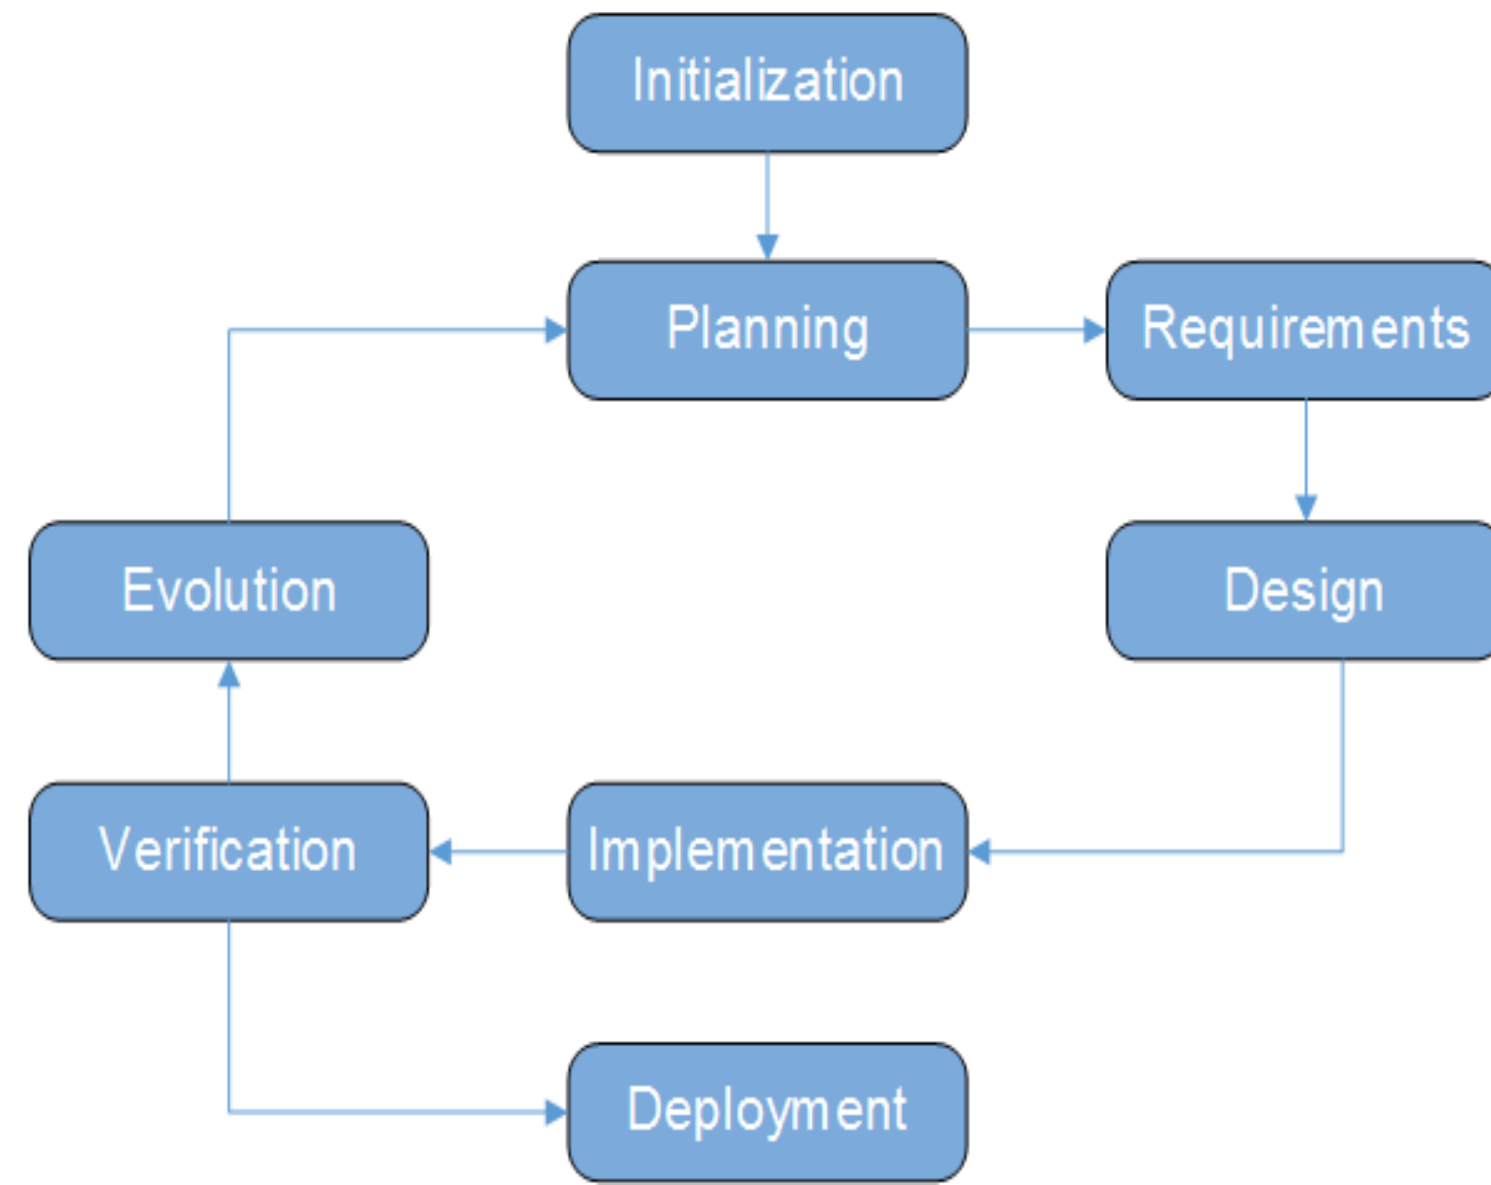 Initialization
Planning
Requirements
Evolution
Design
Verification
Implementation
Deployment